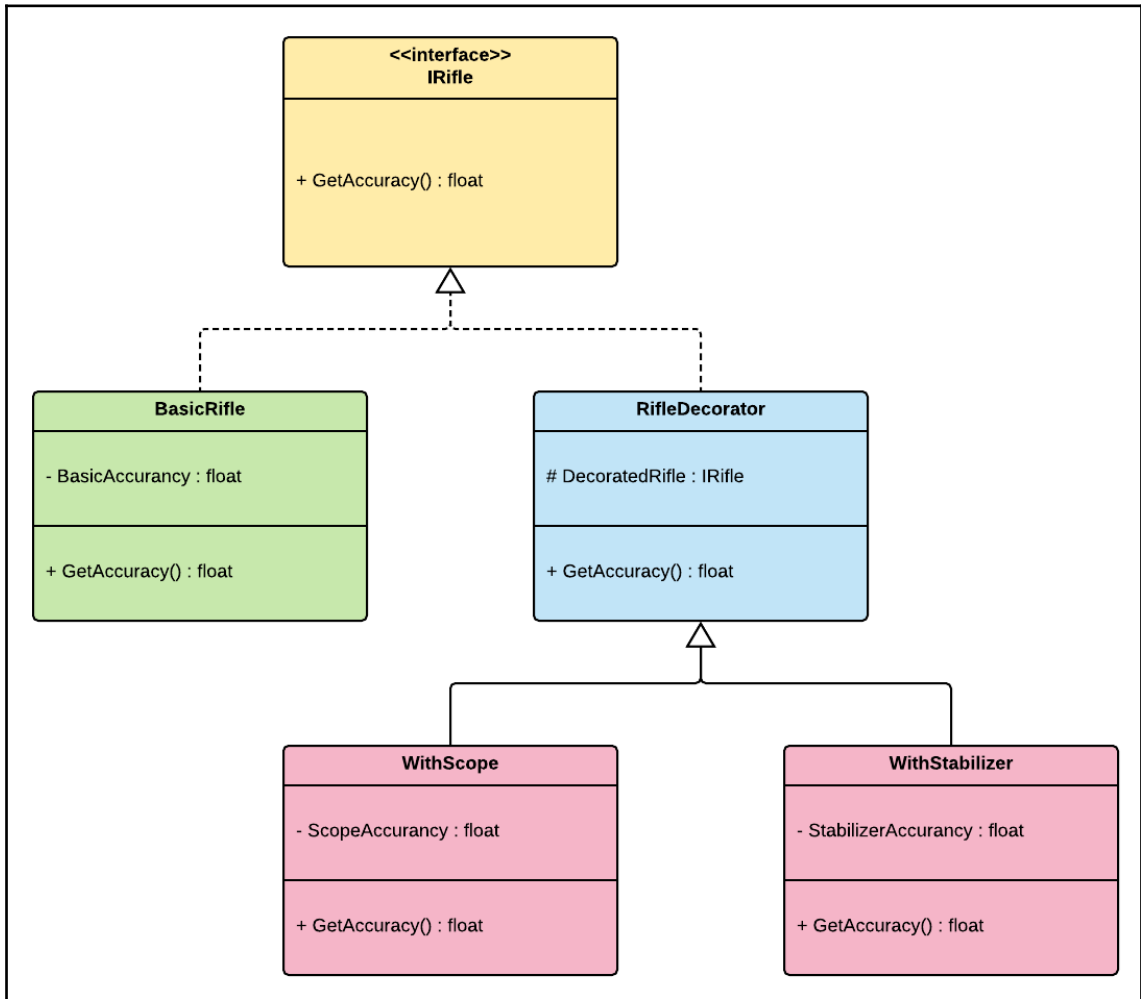 <<interface>>
IRifle
+ GetAccuracy() : float
BasicRifle
- BasicAccurancy : float
+ GetAccuracy() : float
RifleDecorator
# DecoratedRifle : IRifle
+ GetAccuracy() : float
WithScope
- ScopeAccurancy : float
+ GetAccuracy() : float
WithStabilizer
- StabilizerAccurancy : float
+ GetAccuracy() : float